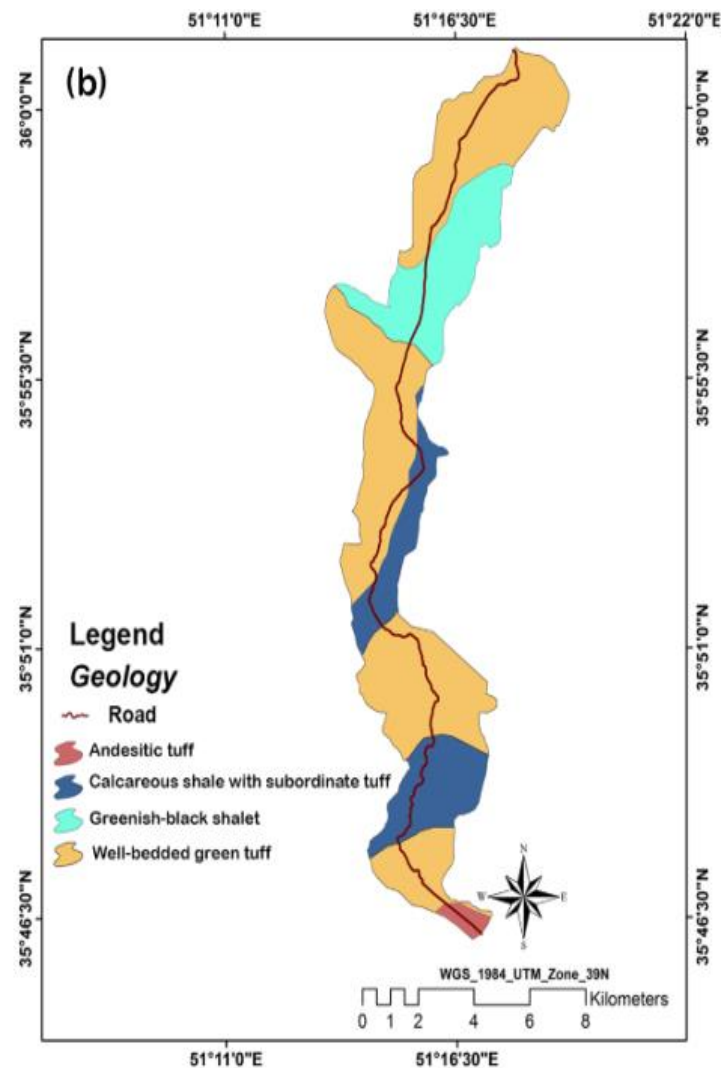 51°11'0"E 51°16'30"E 51°22'0"E
(b)
36°0'0"N 36°0'0"N
35°55'30"N 35°55'30"N
35°51'0"N 35°51'0"N
Legend
Geology
Road
Andesitic tuff
Calcareous shale with subordinate tuff
Greenish-black shalet
Well-bedded green tuff
N
W E
S
35°46'30"N 35°46'30"N
WGS_1984_UTM_Zone_39N
Kilometers
0 1 2 4 6 8
51°11'0"E 51°16'30"E